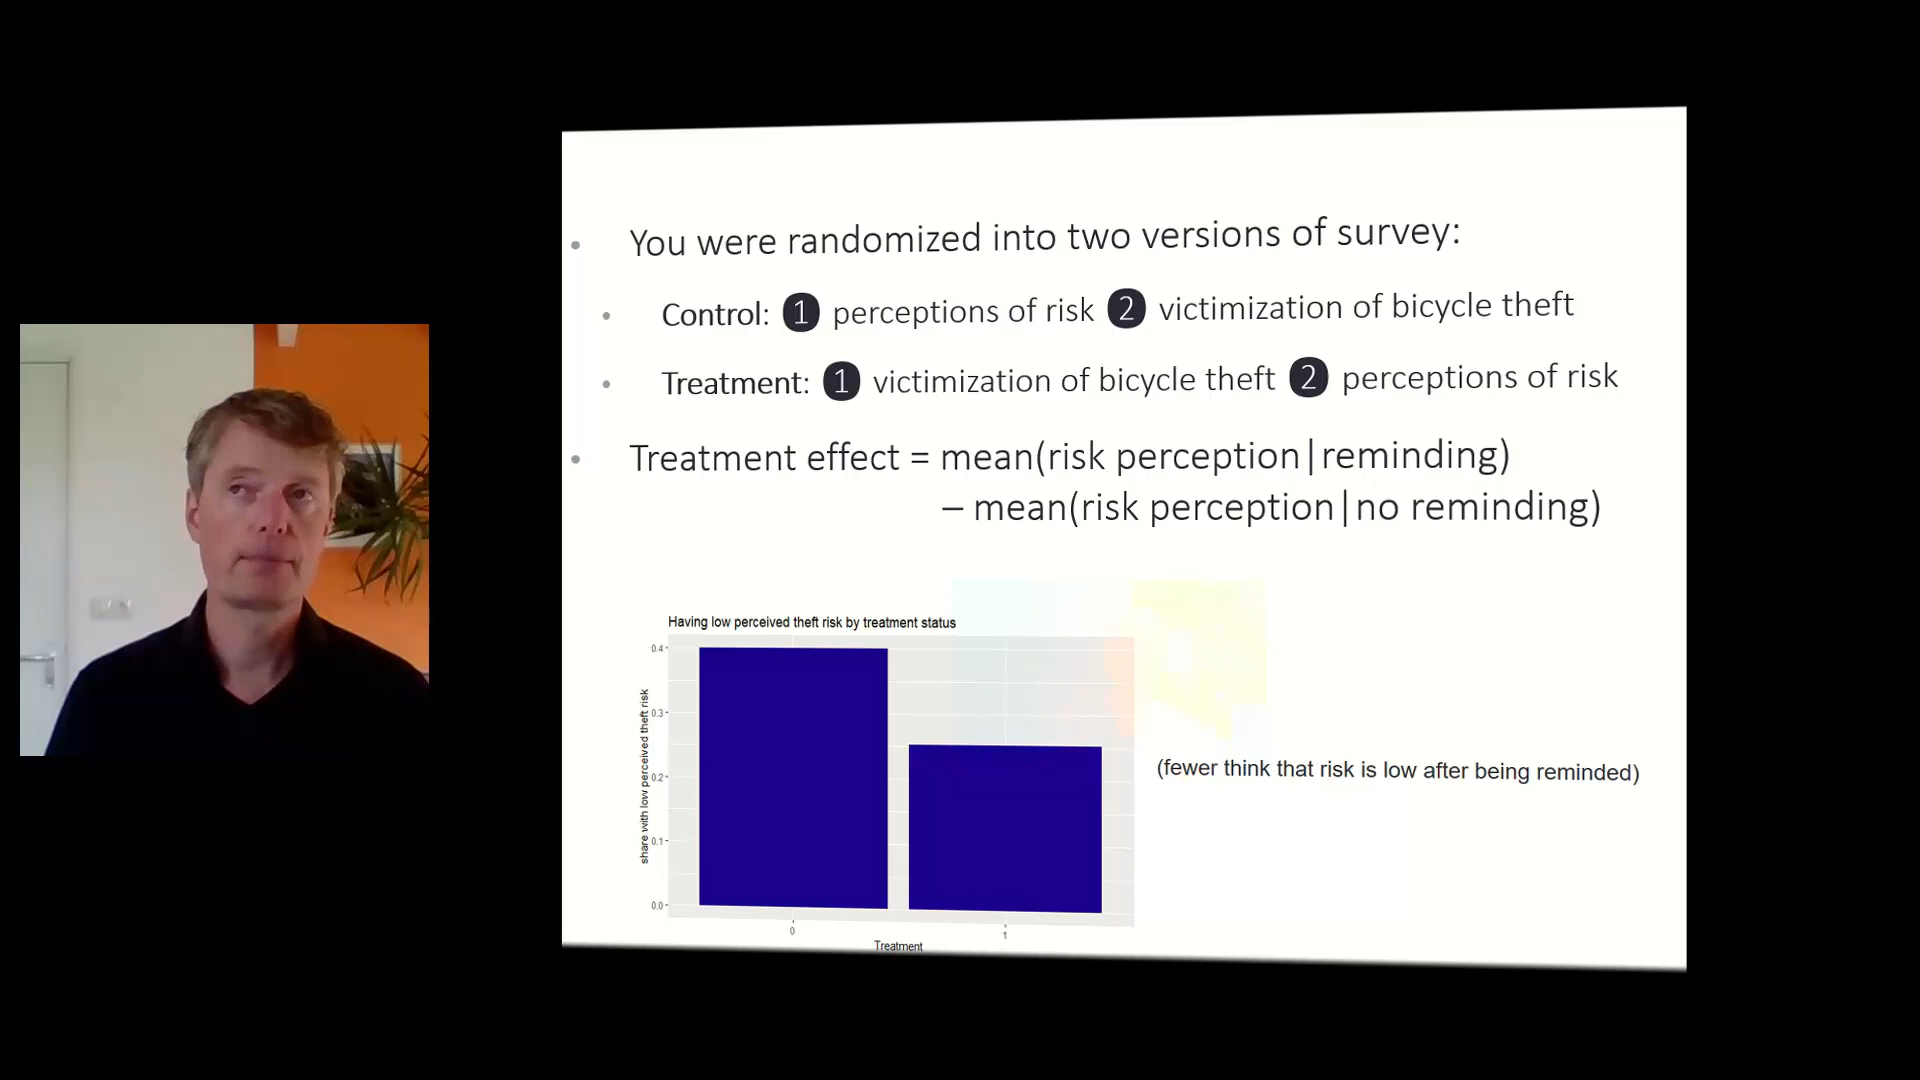 You were randomized into two versions of survey:
Control: 1 perceptions of risk 2 victimization of bicycle theft
Treatment: 1 victimization of bicycle theft 2 perceptions of risk
Treatment effect = mean(risk perception|reminding)
– mean(risk perception|no reminding)
Having low perceived theft risk by treatment status
share with low perceived theft risk
0.4
0.3
0.2
0.1
0.0
0
1
Treatment
(fewer think that risk is low after being reminded)